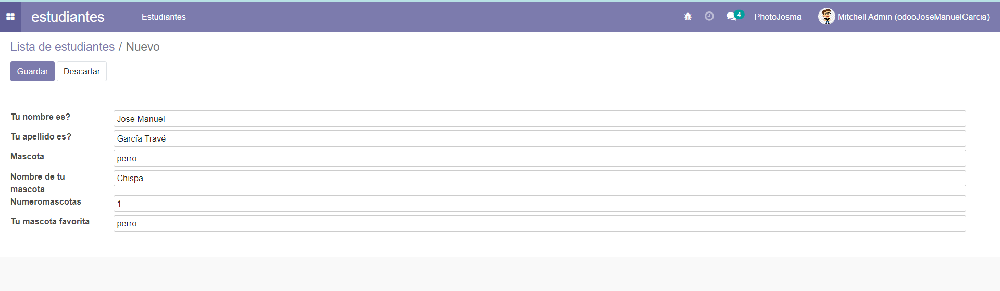 estudiantes Estudiantes 4 PhotoJosma Mitchell Admin (odooJoseManuelGarcia)
Lista de estudiantes / Nuevo
Guardar Descartar
Tu nombre es? Jose Manuel
Tu apellido es? García Travé
Mascota perro
Nombre de tu mascota Chispa
Numeromascotas 1
Tu mascota favorita perro